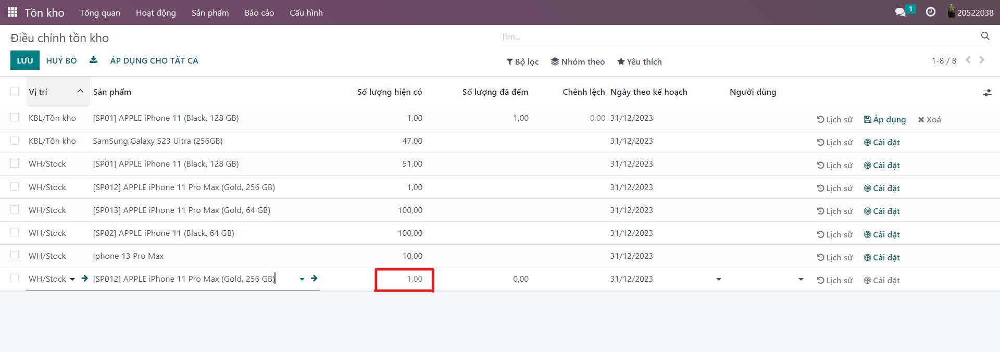 Tồn kho Tổng quan Hoạt động Sản phẩm Báo cáo Cấu hình 1 20522038
Điều chỉnh tồn kho Tìm...
LƯU HUỶ BỎ ÁP DỤNG CHO TẤT CẢ Bộ lọc Nhóm theo Yêu thích 1-8 / 8
Vị trí Sản phẩm Số lượng hiện có Số lượng đã đếm Chênh lệch Ngày theo kế hoạch Người dùng
KBL/Tồn kho [SP01] APPLE iPhone 11 (Black, 128 GB) 1,00 1,00 0,00 31/12/2023 Lịch sử Áp dụng Xoá
KBL/Tồn kho SamSung Galaxy S23 Ultra (256GB) 47,00 31/12/2023 Lịch sử Cài đặt
WH/Stock [SP01] APPLE iPhone 11 (Black, 128 GB) 51,00 31/12/2023 Lịch sử Cài đặt
WH/Stock [SP012] APPLE iPhone 11 Pro Max (Gold, 256 GB) 1,00 31/12/2023 Lịch sử Cài đặt
WH/Stock [SP013] APPLE iPhone 11 Pro Max (Gold, 64 GB) 100,00 31/12/2023 Lịch sử Cài đặt
WH/Stock [SP02] APPLE iPhone 11 (Black, 64 GB) 100,00 31/12/2023 Lịch sử Cài đặt
WH/Stock Iphone 13 Pro Max 10,00 31/12/2023 Lịch sử Cài đặt
WH/Stock [SP012] APPLE iPhone 11 Pro Max (Gold, 256 GB) 1,00 0,00 31/12/2023 Lịch sử Cài đặt